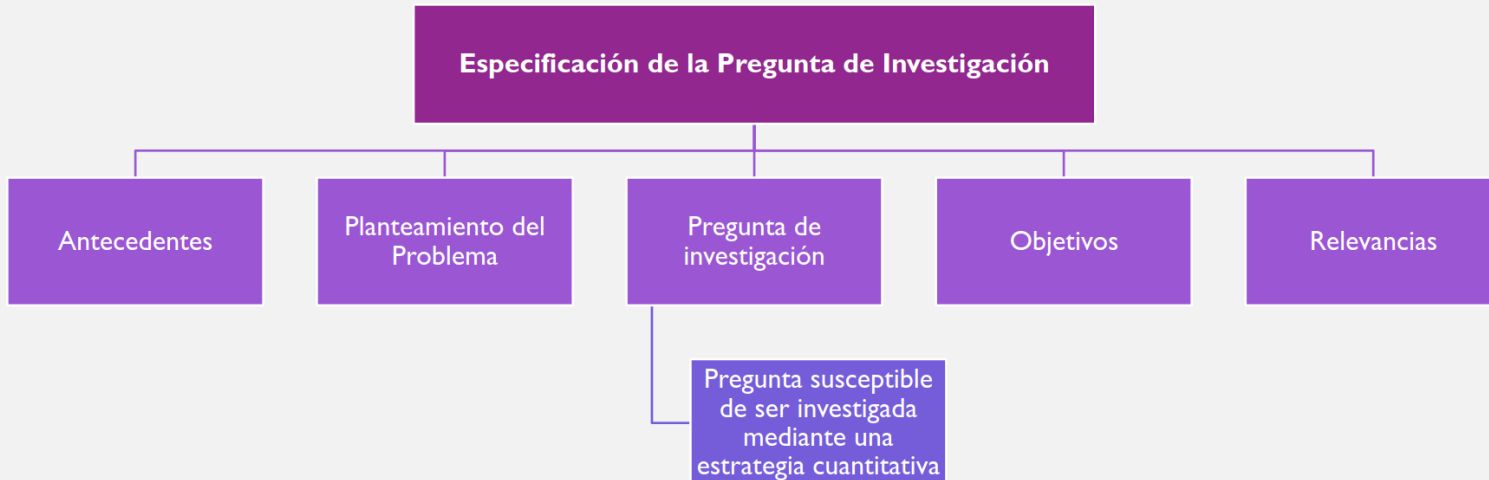 Especificación de la Pregunta de Investigación
Antecedentes
Planteamiento del
Problema
Pregunta de
investigación
Objetivos
Relevancias
Pregunta susceptible
de ser investigada
mediante una
estrategia cuantitativa